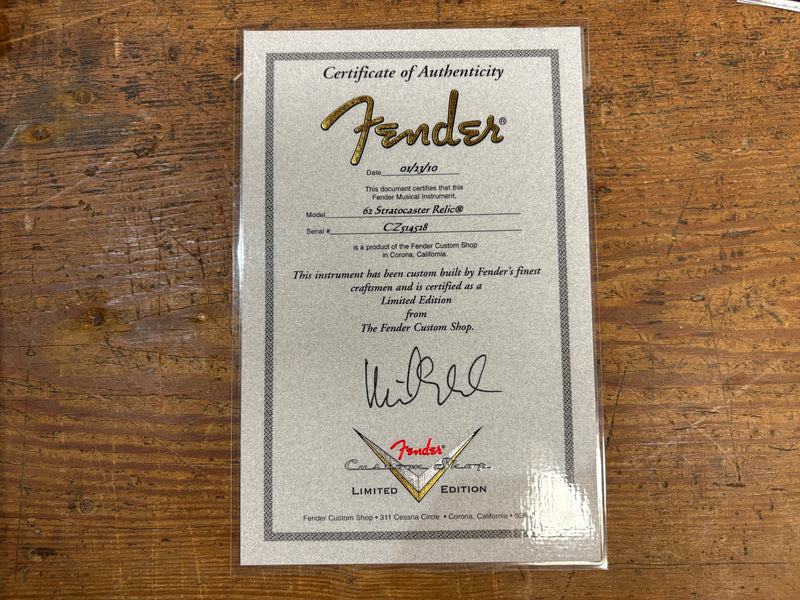 Certificate of Authenticity
Fender®
Date 01/23/10
This document certifies that this
Fender Musical Instrument,
Model 62 Stratocaster Relic®
Serial # CZ514528
is a product of the Fender Custom Shop
in Corona, California.
This instrument has been custom built by Fender's finest
craftsmen and is certified as a
Limited Edition
from
The Fender Custom Shop.
Fender®
Custom Shop
LIMITED EDITION
Fender Custom Shop • 311 Cessna Circle • Corona, California •